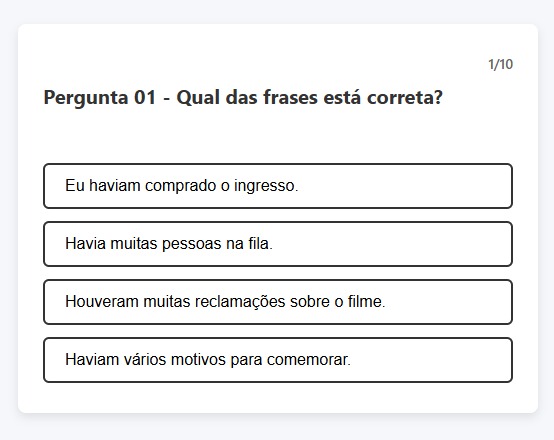 1/10
Pergunta 01 - Qual das frases está correta?
Eu haviam comprado o ingresso.
Havia muitas pessoas na fila.
Houveram muitas reclamações sobre o filme.
Haviam vários motivos para comemorar.